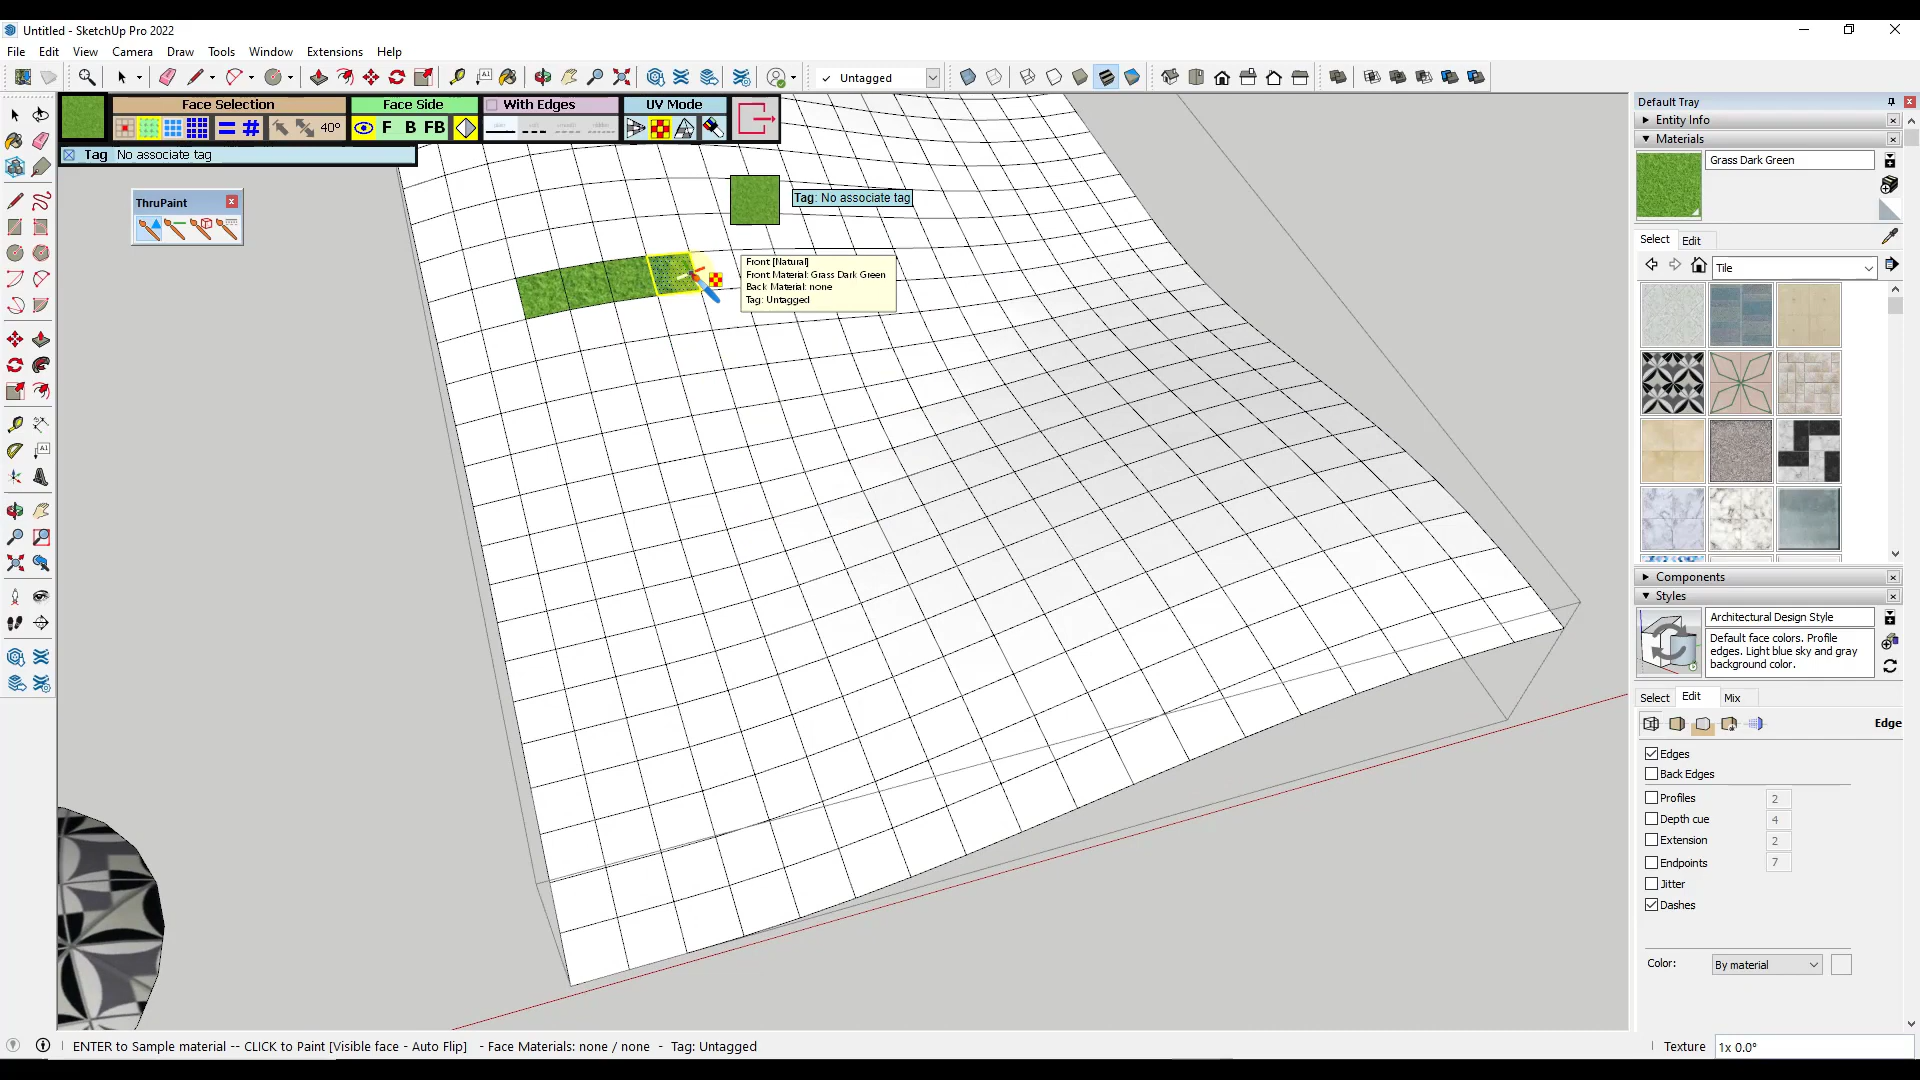 Untitled - SketchUp Pro 2022
File Edit View Camera Draw Tools Window Extensions Help
Untagged
Face Selection Face Side With Edges UV Mode
40° F B FB
Tag No associate tag
ThruPaint
Tag: No associate tag
Front [Natural]
Front Material: Grass Dark Green
Back Material: none
Tag: Untagged
Default Tray
Entity Info
Materials
Grass Dark Green
Select Edit
Tile
Components
Styles
Architectural Design Style
Default face colors. Profile
edges. Light blue sky and gray
background color.
Select Edit Mix
Edge
Edges
Back Edges
Profiles 2
Depth cue 4
Extension 2
Endpoints 7
Jitter
Dashes
Color: By material
ENTER to Sample material -- CLICK to Paint [Visible face - Auto Flip] - Face Materials: none / none - Tag: Untagged
Texture 1x 0.0°